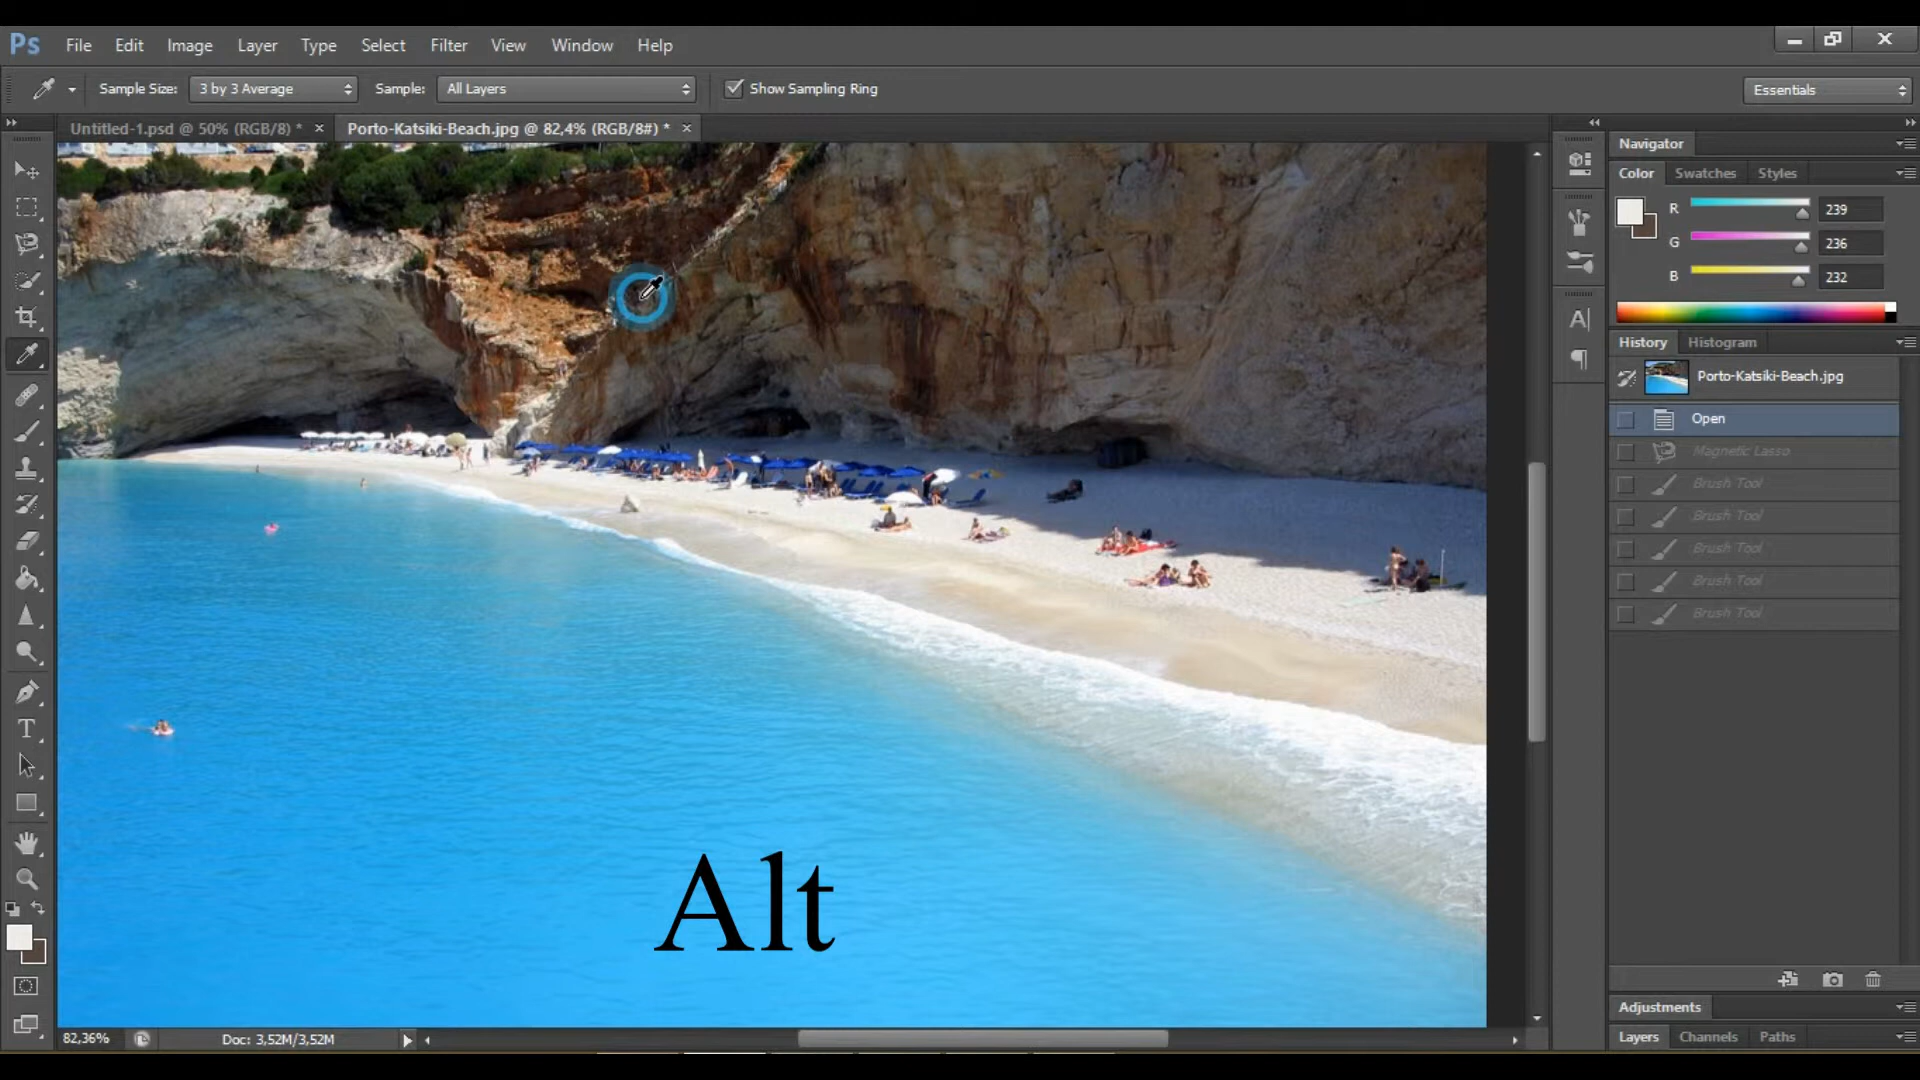 Ps File Edit Image Layer Type Select Filter View Window Help
Sample Size: 3 by 3 Average Sample: All Layers Show Sampling Ring Essentials
Untitled-1.psd @ 50% (RGB/8) * × Porto-Katsiki-Beach.jpg @ 82,4% (RGB/8#) * ×
Navigator
Color Swatches Styles
R 239
G 236
B 232
History Histogram
Porto-Katsiki-Beach.jpg
Open
Magnetic Lasso
Brush Tool
Brush Tool
Brush Tool
Brush Tool
Brush Tool
Alt
Adjustments
Layers Channels Paths
82,36% Doc: 3,52M/3,52M